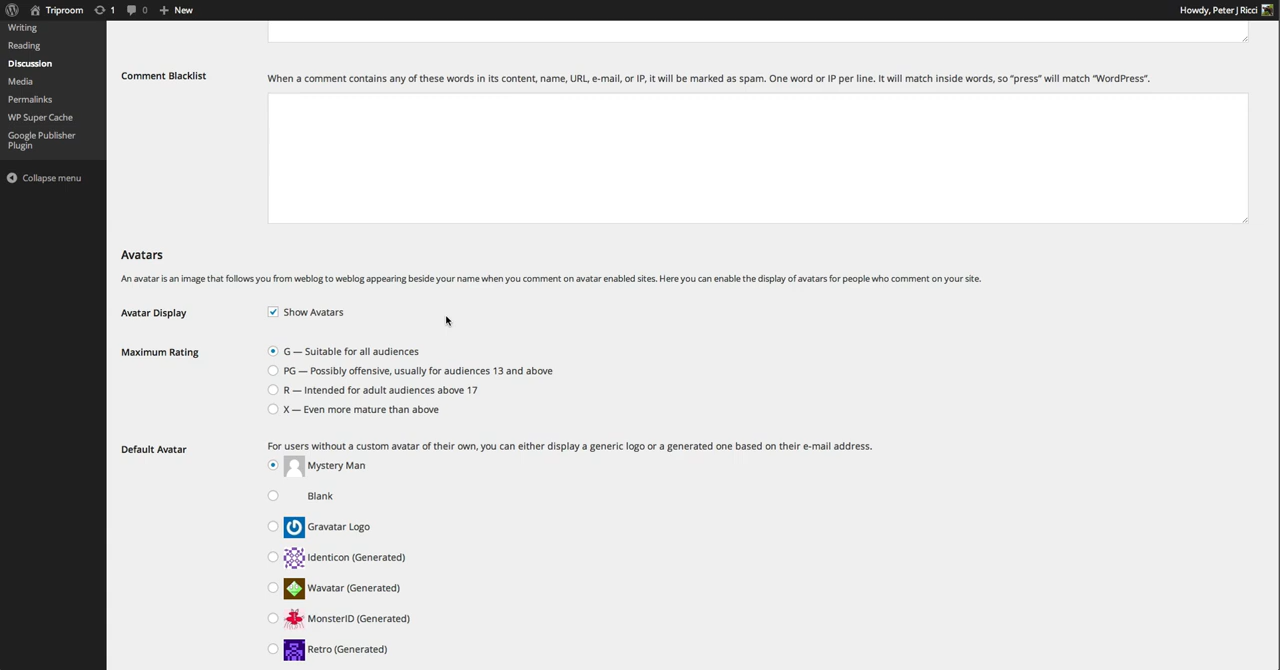 Triproom 1 0 New Howdy, Peter J Ricci
Writing
Reading
Discussion
Media
Permalinks
WP Super Cache
Google Publisher
Plugin
Collapse menu
Comment Blacklist
When a comment contains any of these words in its content, name, URL, e-mail, or IP, it will be marked as spam. One word or IP per line. It will match inside words, so “press” will match “WordPress”.
Avatars
An avatar is an image that follows you from weblog to weblog appearing beside your name when you comment on avatar enabled sites. Here you can enable the display of avatars for people who comment on your site.
Avatar Display
Show Avatars
Maximum Rating
G — Suitable for all audiences
PG — Possibly offensive, usually for audiences 13 and above
R — Intended for adult audiences above 17
X — Even more mature than above
Default Avatar
For users without a custom avatar of their own, you can either display a generic logo or a generated one based on their e-mail address.
Mystery Man
Blank
Gravatar Logo
Identicon (Generated)
Wavatar (Generated)
MonsterID (Generated)
Retro (Generated)